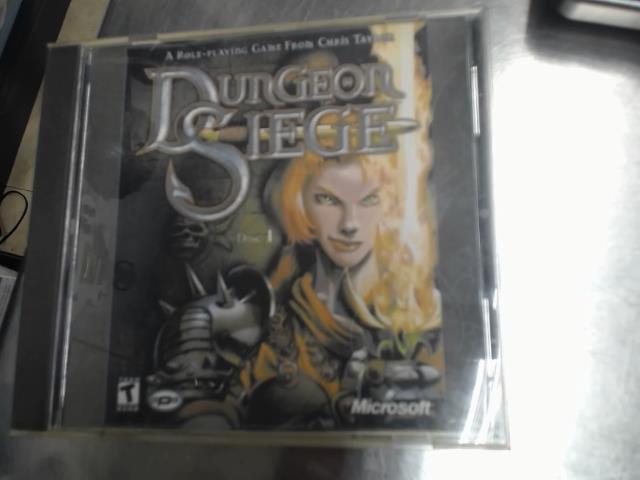 A ROLE-PLAYING GAME FROM CHRIS TAYLOR
DUNGEON
SIEGE
Disc 1
T
Microsoft